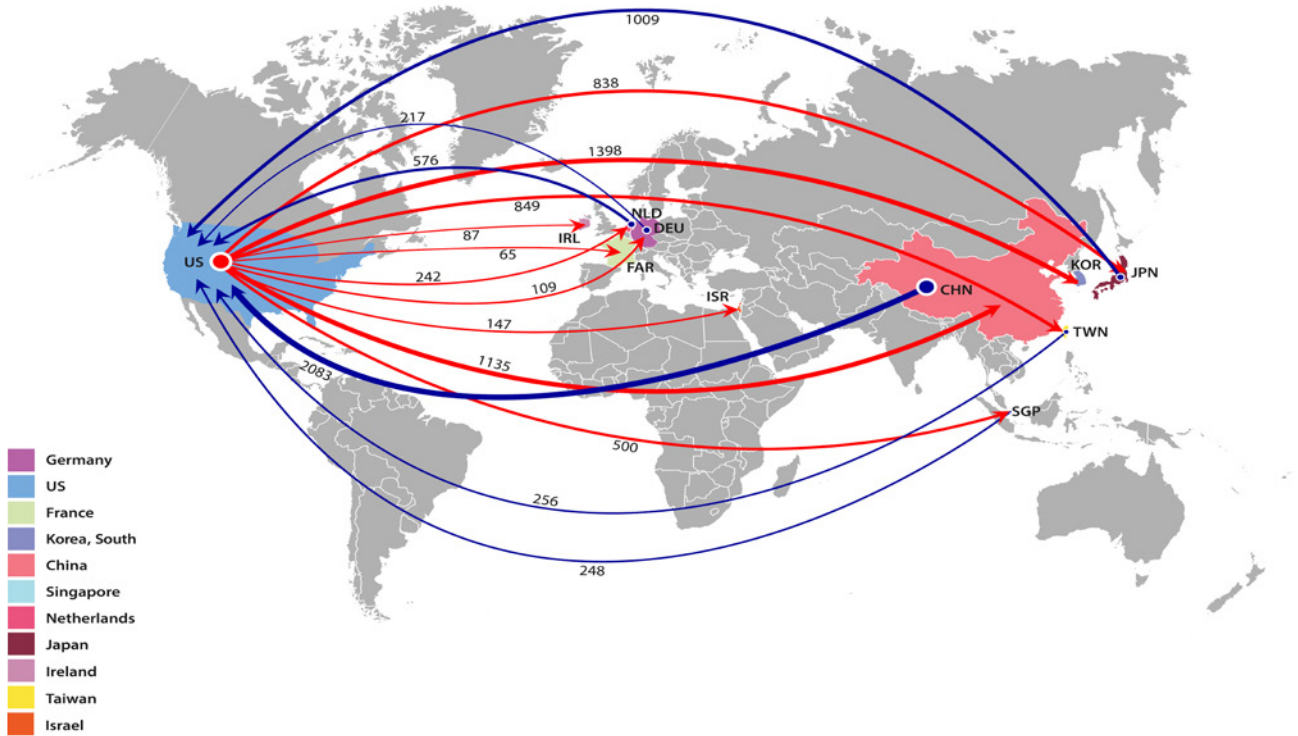 1009
838
217
1398
576
849
NLD
DEU
87
IRL
65
FAR
US
KOR
JPN
242
109
ISR
CHN
147
TWN
1135
2083
SGP
500
256
248
Germany
US
France
Korea, South
China
Singapore
Netherlands
Japan
Ireland
Taiwan
Israel